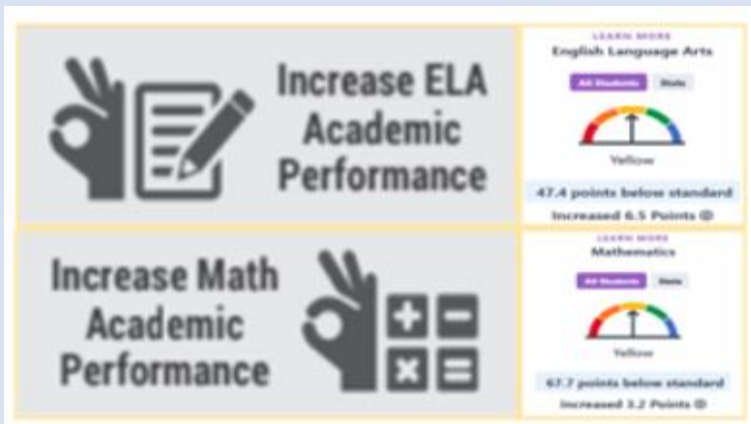 Increase ELA
Academic
Performance
LEARN MORE
English Language Arts
All Students State
Yellow
47.4 points below standard
Increased 6.5 Points
Increase Math
Academic
Performance
LEARN MORE
Mathematics
All Students State
Yellow
67.7 points below standard
Increased 3.2 Points